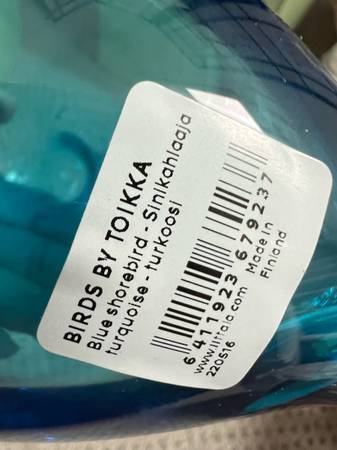 BIRDS BY TOIKKA
Blue shorebird - Sinikahlaaja
turquoise - turkoosi
6 411923 679237
www.iittala.com Made in
220516 Finland